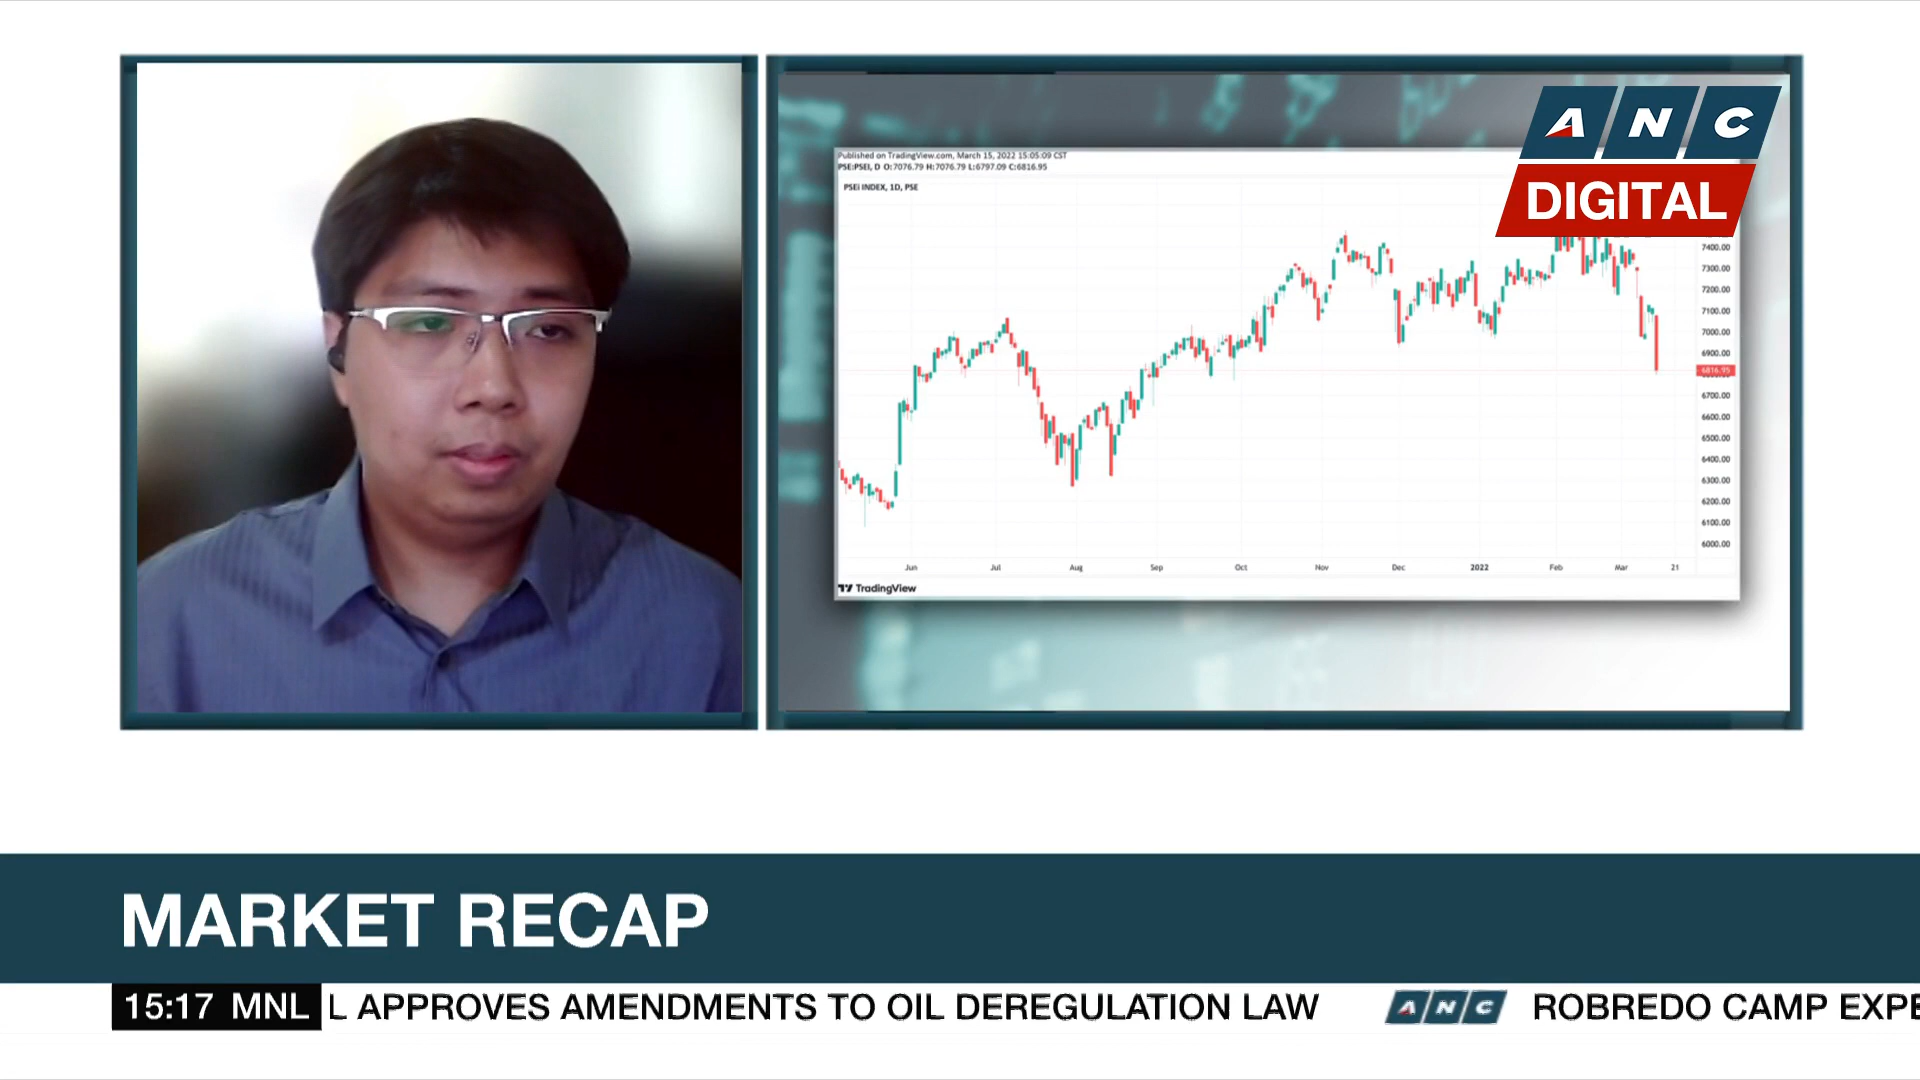 ANC
DIGITAL
Published on TradingView.com, March 15, 2022 15:05:09 CST
PSE:PSEI, D O:7076.79 H:7076.79 L:6797.09 C:6816.95
PSEi INDEX, 1D, PSE
7400.00
7300.00
7200.00
7100.00
7000.00
6900.00
6816.95
6700.00
6600.00
6500.00
6400.00
6300.00
6200.00
6100.00
6000.00
Jun Jul Aug Sep Oct Nov Dec 2022 Feb Mar 21
TradingView
MARKET RECAP
15:17 MNL L APPROVES AMENDMENTS TO OIL DEREGULATION LAW ANC ROBREDO CAMP EXPE